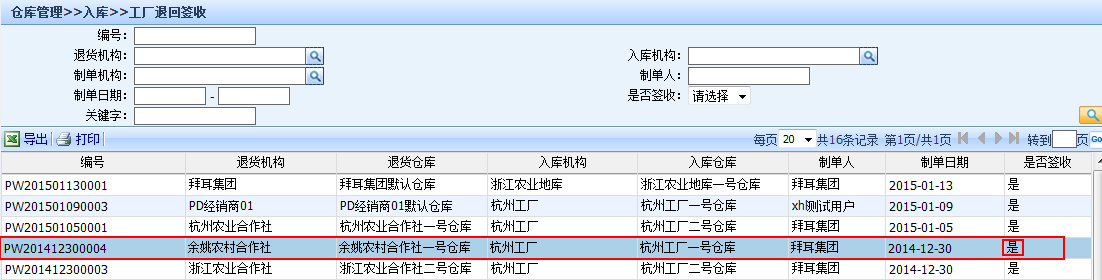 仓库管理>>入库>>工厂退回签收
编号：
退货机构： 入库机构：
制单机构： 制单人：
制单日期： - 是否签收： 请选择
关键字：
导出 打印 每页 20 共16条记录 第1页/共1页 转到 页 Go
编号 退货机构 退货仓库 入库机构 入库仓库 制单人 制单日期 是否签收
PW201501130001 拜耳集团 拜耳集团默认仓库 浙江农业地库 浙江农业地库一号仓库 拜耳集团 2015-01-13 是
PW201501090003 PD经销商01 PD经销商01默认仓库 杭州工厂 杭州工厂一号仓库 xh测试用户 2015-01-09 是
PW201501050001 杭州农业合作社 杭州农业合作社一号仓库 杭州工厂 杭州工厂二号仓库 拜耳集团 2015-01-05 是
PW201412300004 余姚农村合作社 余姚农村合作社一号仓库 杭州工厂 杭州工厂一号仓库 拜耳集团 2014-12-30 是
PW201412300003 浙江农业合作社 浙江农业合作社二号仓库 杭州工厂 杭州工厂二号仓库 拜耳集团 2014-12-30 是